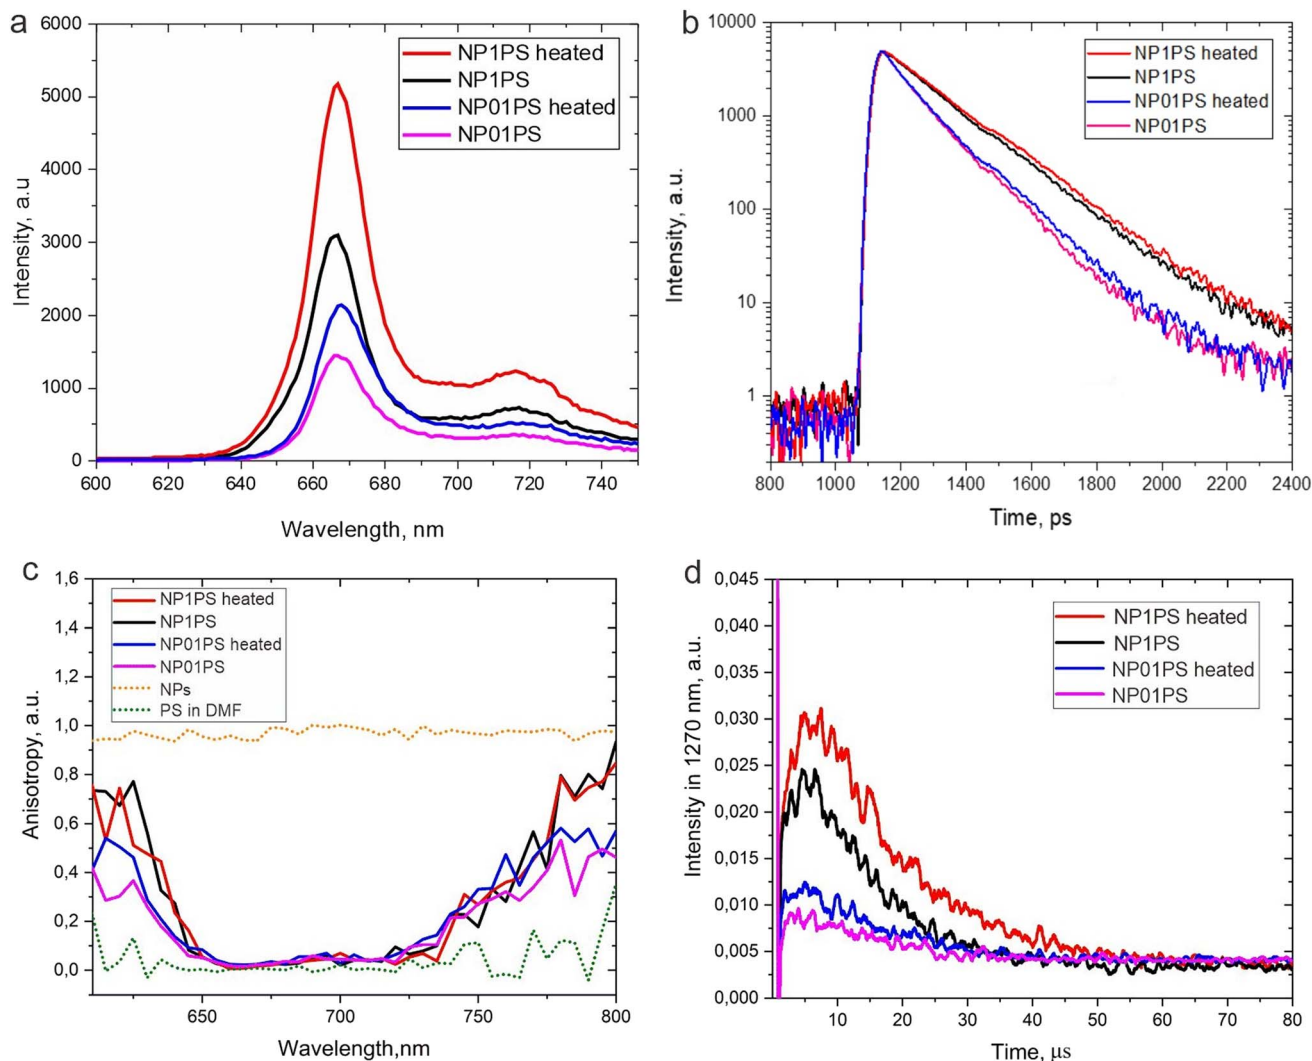 a
6000
5000
4000
3000
2000
1000
0
Intensity, a.u
NP1PS heated
NP1PS
NP01PS heated
NP01PS
600 620 640 660 680 700 720 740
Wavelength, nm
b
10000
1000
100
10
1
Intensity, a.u.
NP1PS heated
NP1PS
NP01PS heated
NP01PS
800 1000 1200 1400 1600 1800 2000 2200 2400
Time, ps
c
1,6
1,4
1,2
1,0
0,8
0,6
0,4
0,2
0,0
Anisotropy, a.u.
NP1PS heated
NP1PS
NP01PS heated
NP01PS
NPs
PS in DMF
650 700 750 800
Wavelength,nm
d
0,045
0,040
0,035
0,030
0,025
0,020
0,015
0,010
0,005
0,000
Intensity in 1270 nm, a.u.
NP1PS heated
NP1PS
NP01PS heated
NP01PS
10 20 30 40 50 60 70 80
Time, μs